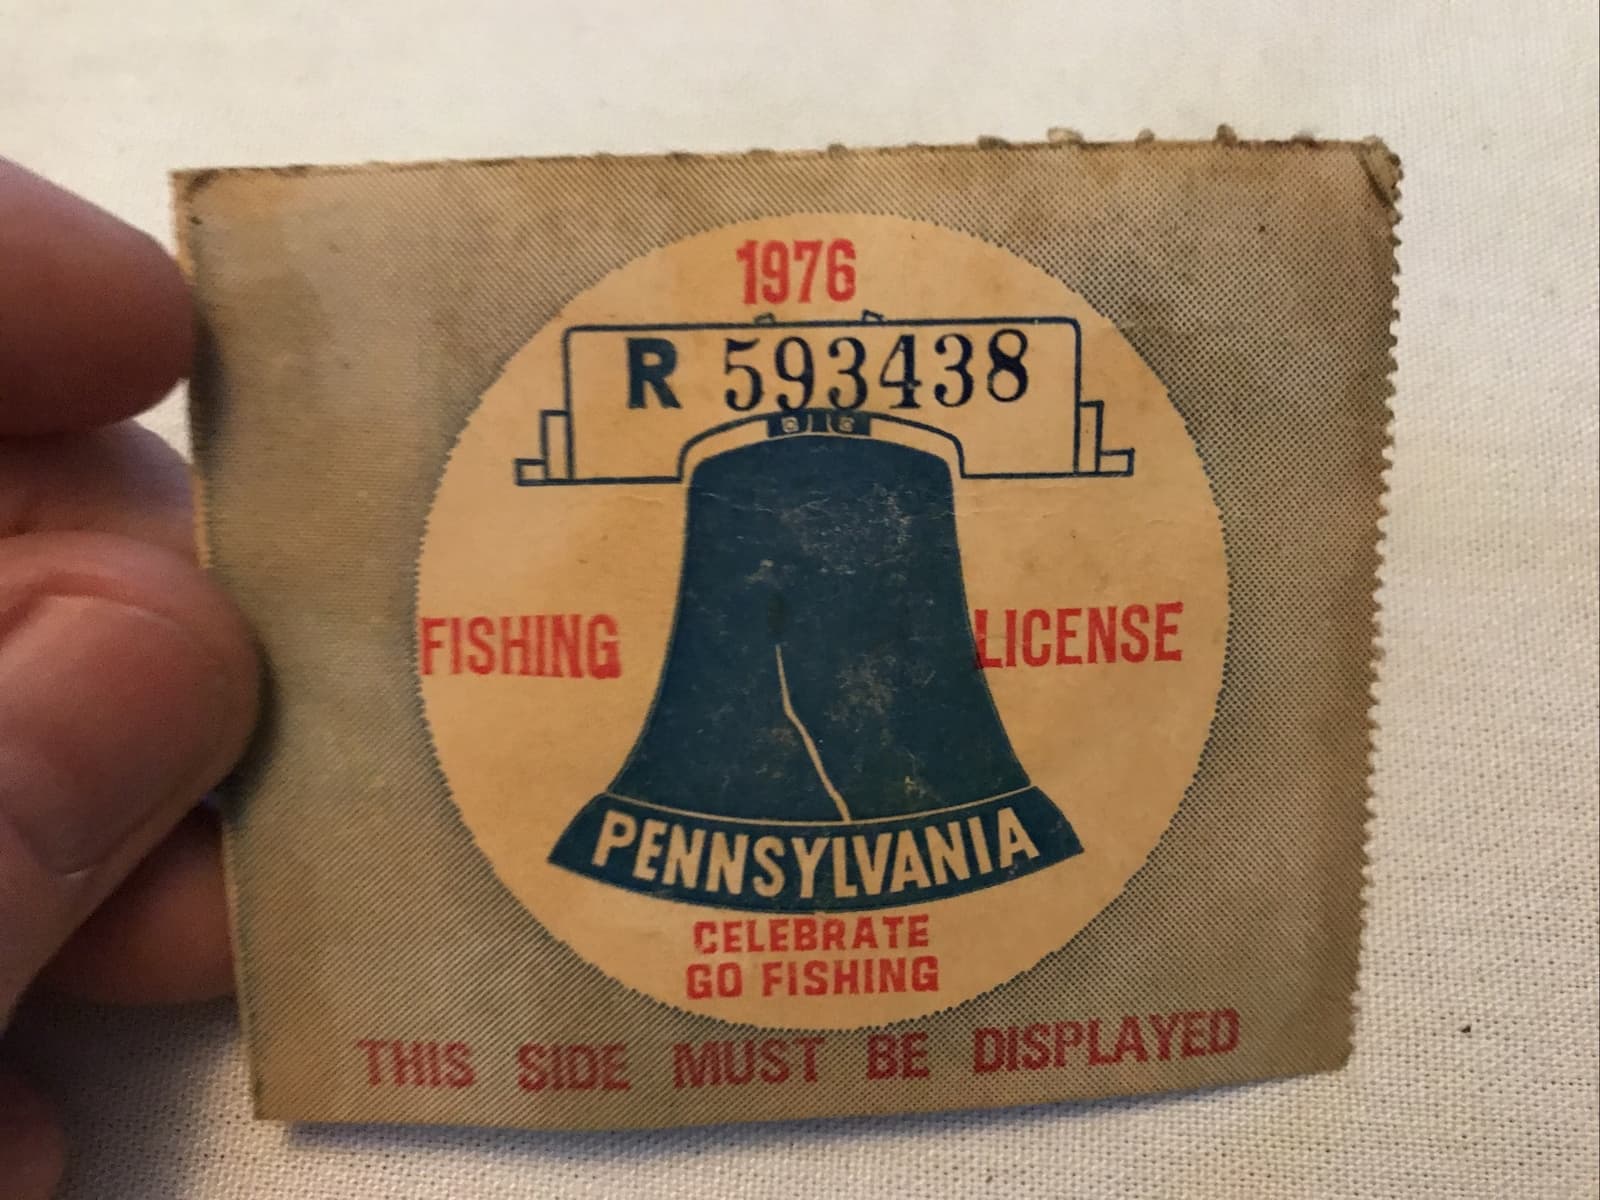 1976
R 593438
FISHING LICENSE
PENNSYLVANIA
CELEBRATE
GO FISHING
THIS SIDE MUST BE DISPLAYED